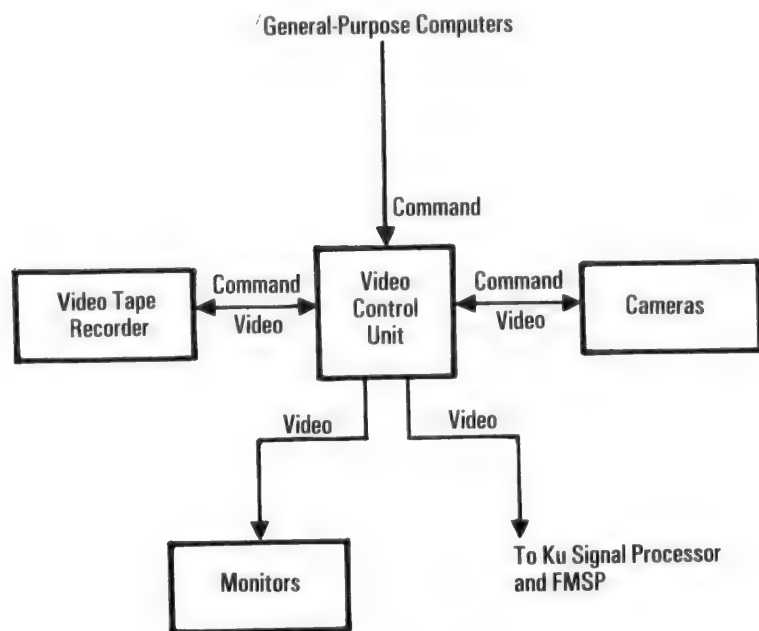 General-Purpose Computers
Command
Video Tape
Recorder
Command
Video
Video
Control
Unit
Command
Video
Cameras
Video
Video
Monitors
To Ku Signal Processor
and FMSP